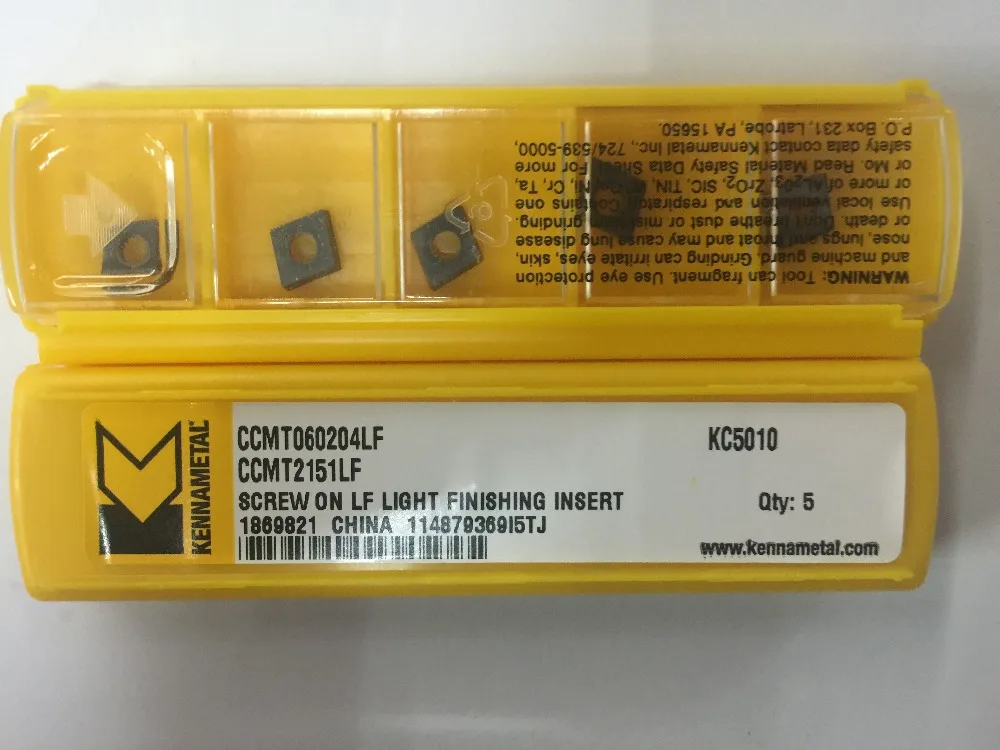 WARNING: Tool can fragment. Use eye protection
and machine guard. Grinding can irritate eyes, skin,
nose, lungs and throat and may cause lung disease
or death. Don't breathe dust or mist from grinding.
Use local ventilation and respirator. Contains one
or more of ZrO₂, SiC, TiN, Ni, Cr, Ta,
or Mo. Read Material Safety Data Sheet. For more
safety data contact Kennametal Inc., 724/539-5000,
P.O. Box 231, Latrobe, PA 15650.
KENNAMETAL®
CCMT060204LF
KC5010
CCMT2151LF
SCREW ON LF LIGHT FINISHING INSERT
Qty: 5
1869821 CHINA 114879369I5TJ
www.kennametal.com